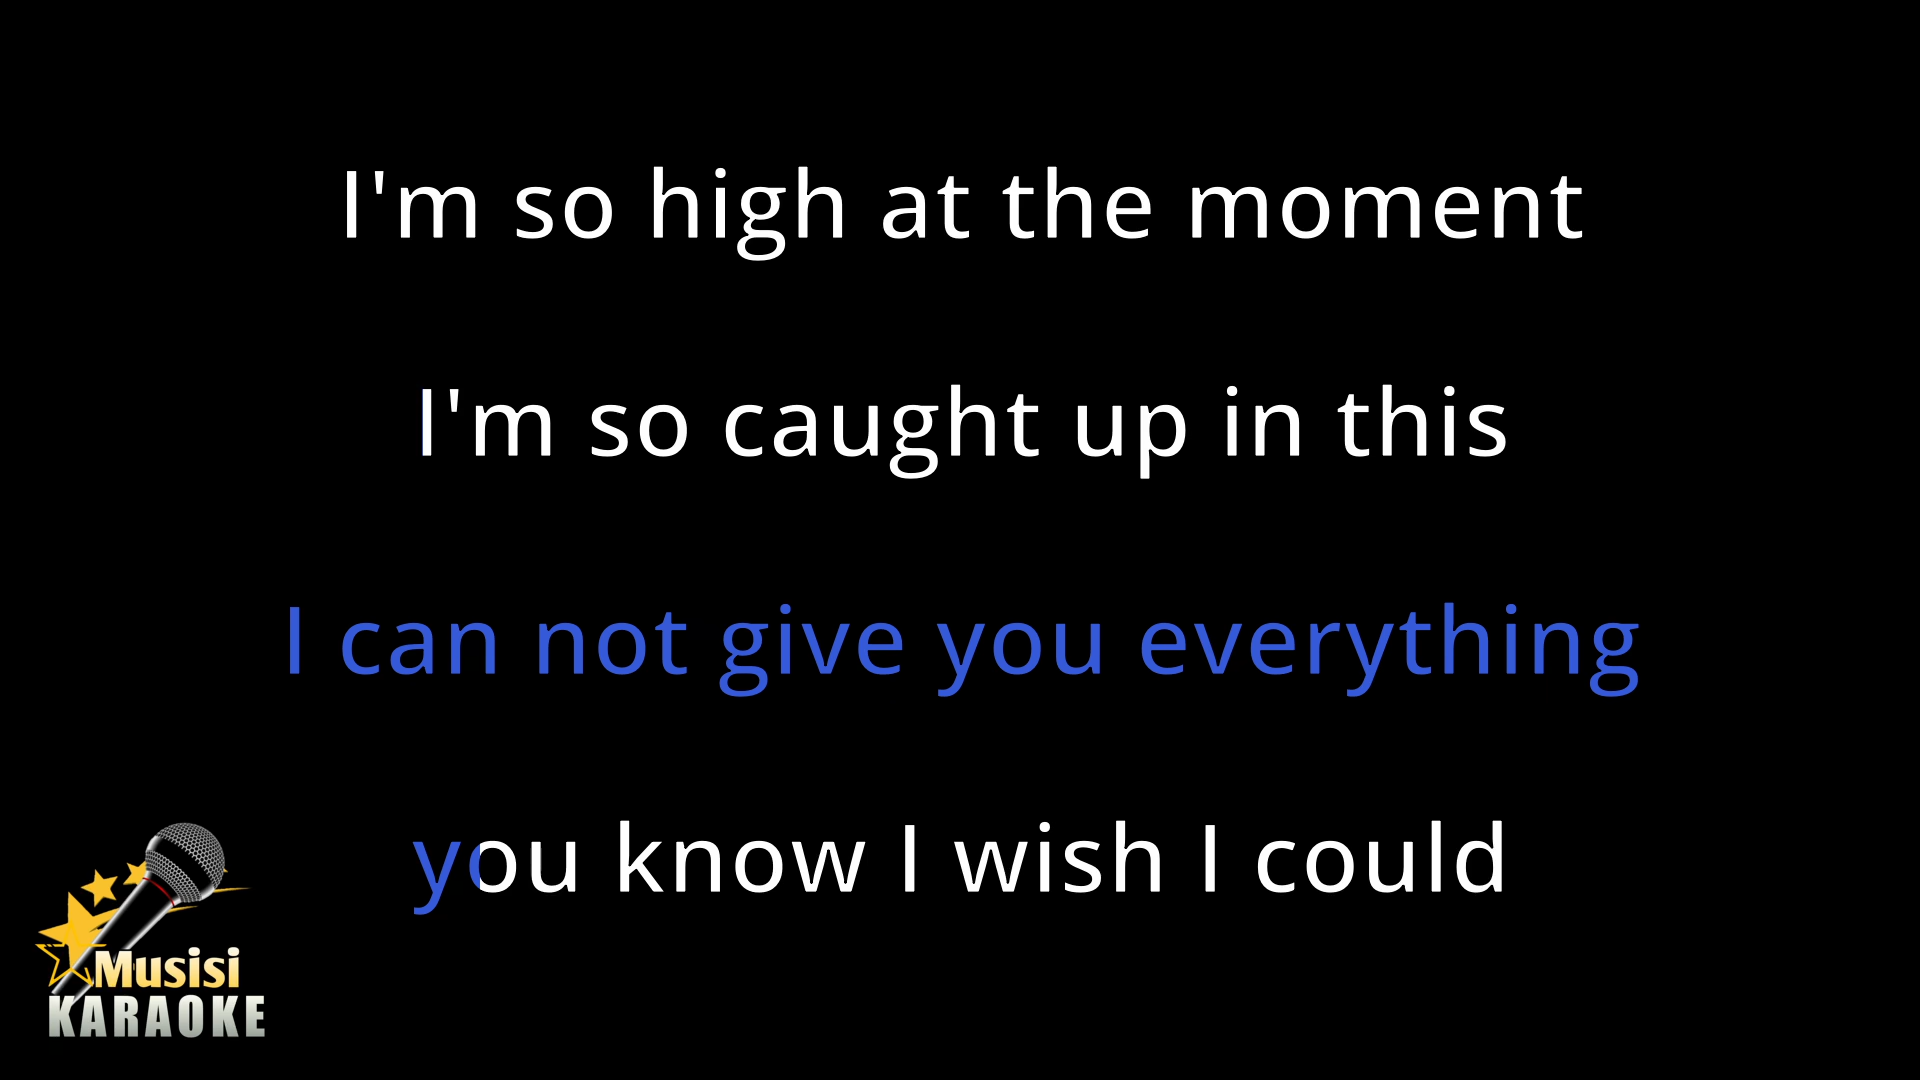 I'm so high at the moment
I'm so caught up in this
I can not give you everything
you know I wish I could
Musisi
KARAOKE